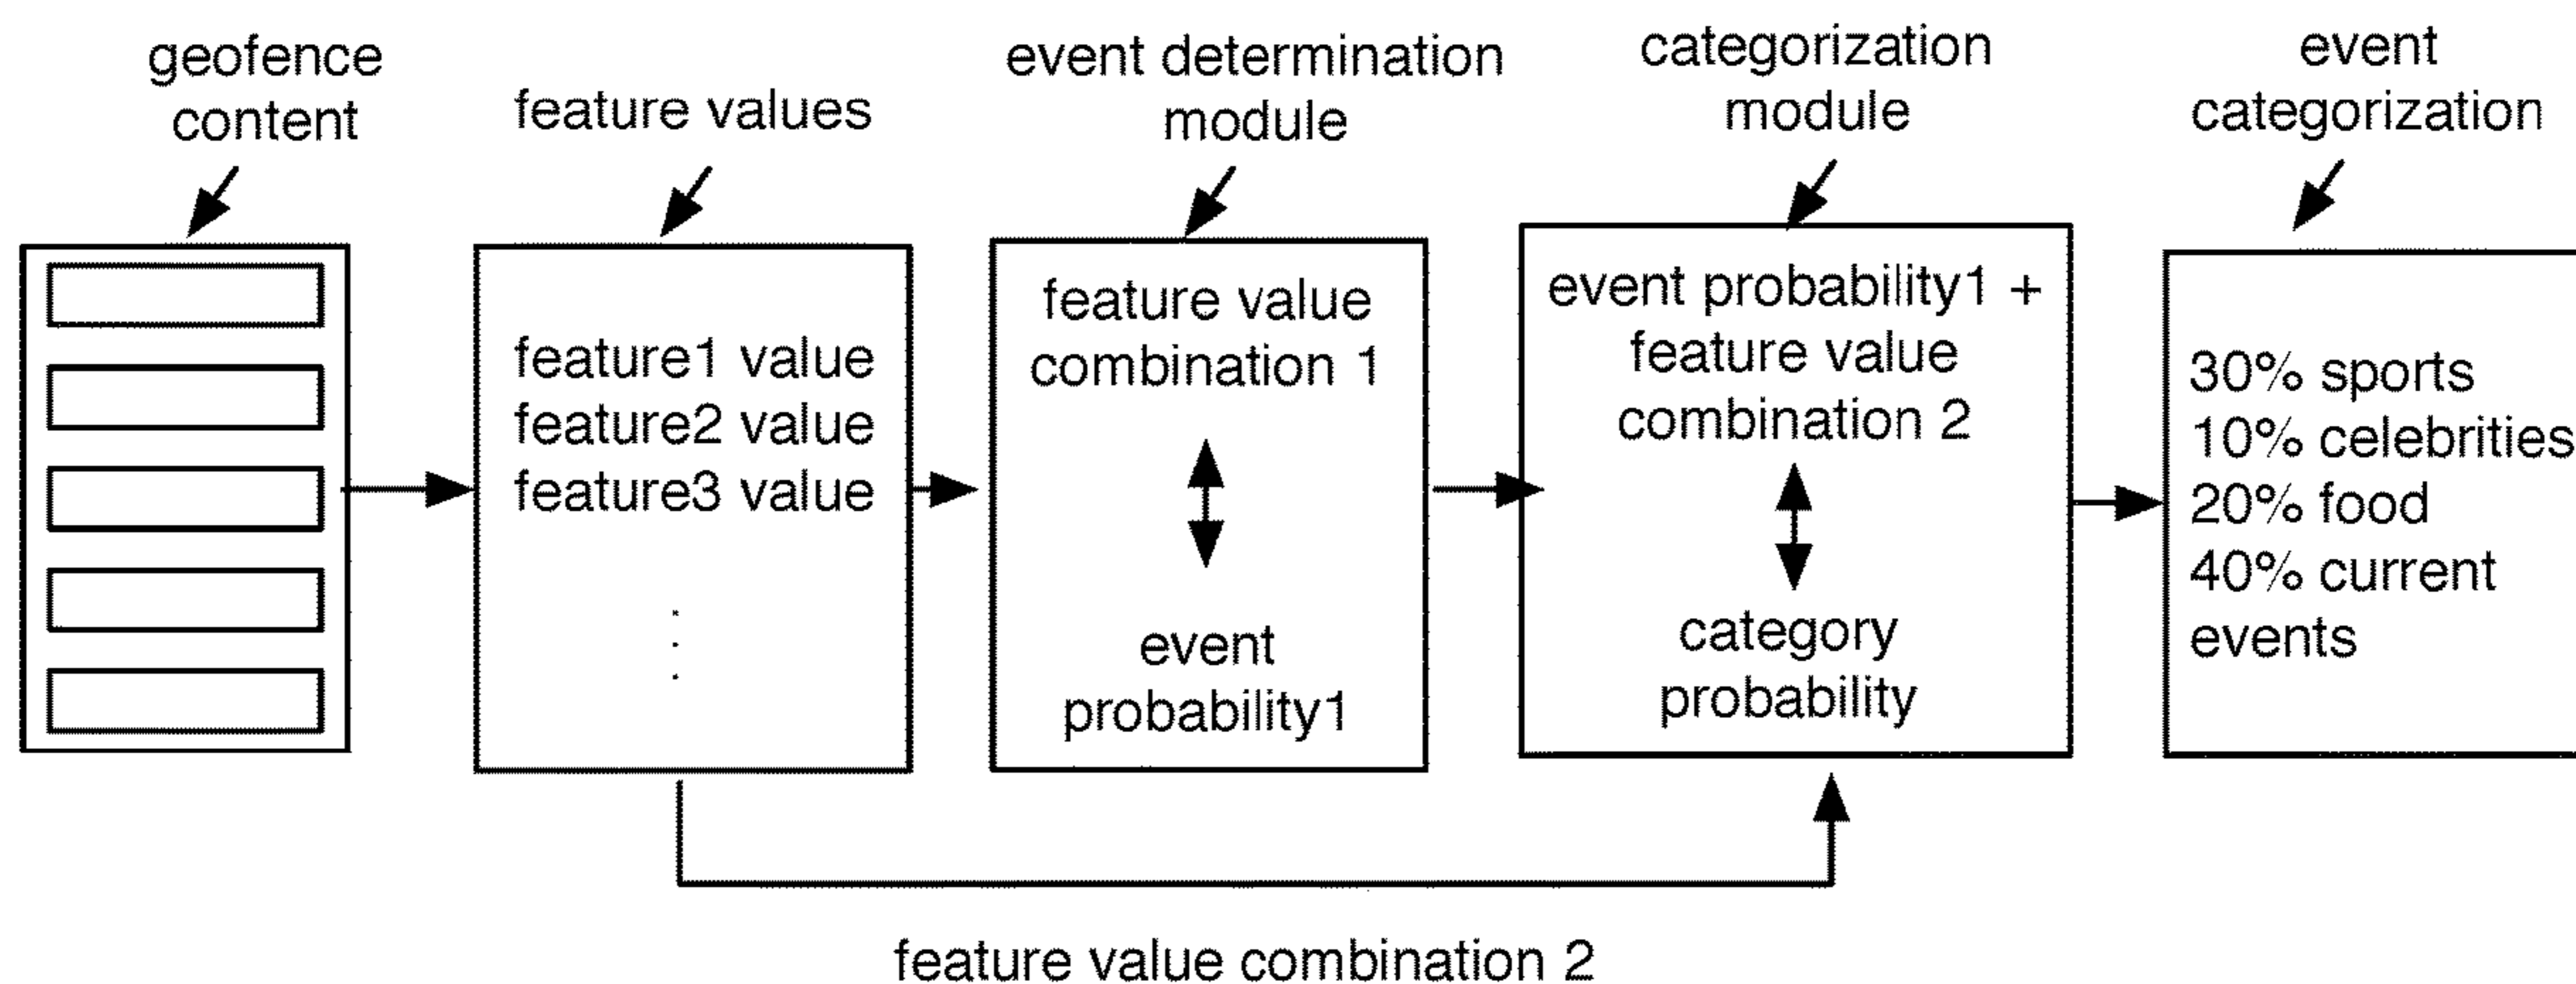 geofence
content
feature values
event determination
module
categorization
module
event
categorization
feature1 value
feature2 value
feature3 value
.
.
.
feature value
combination 1
event
probability1
event probability1 +
feature value
combination 2
category
probability
30% sports
10% celebrities
20% food
40% current
events
feature value combination 2